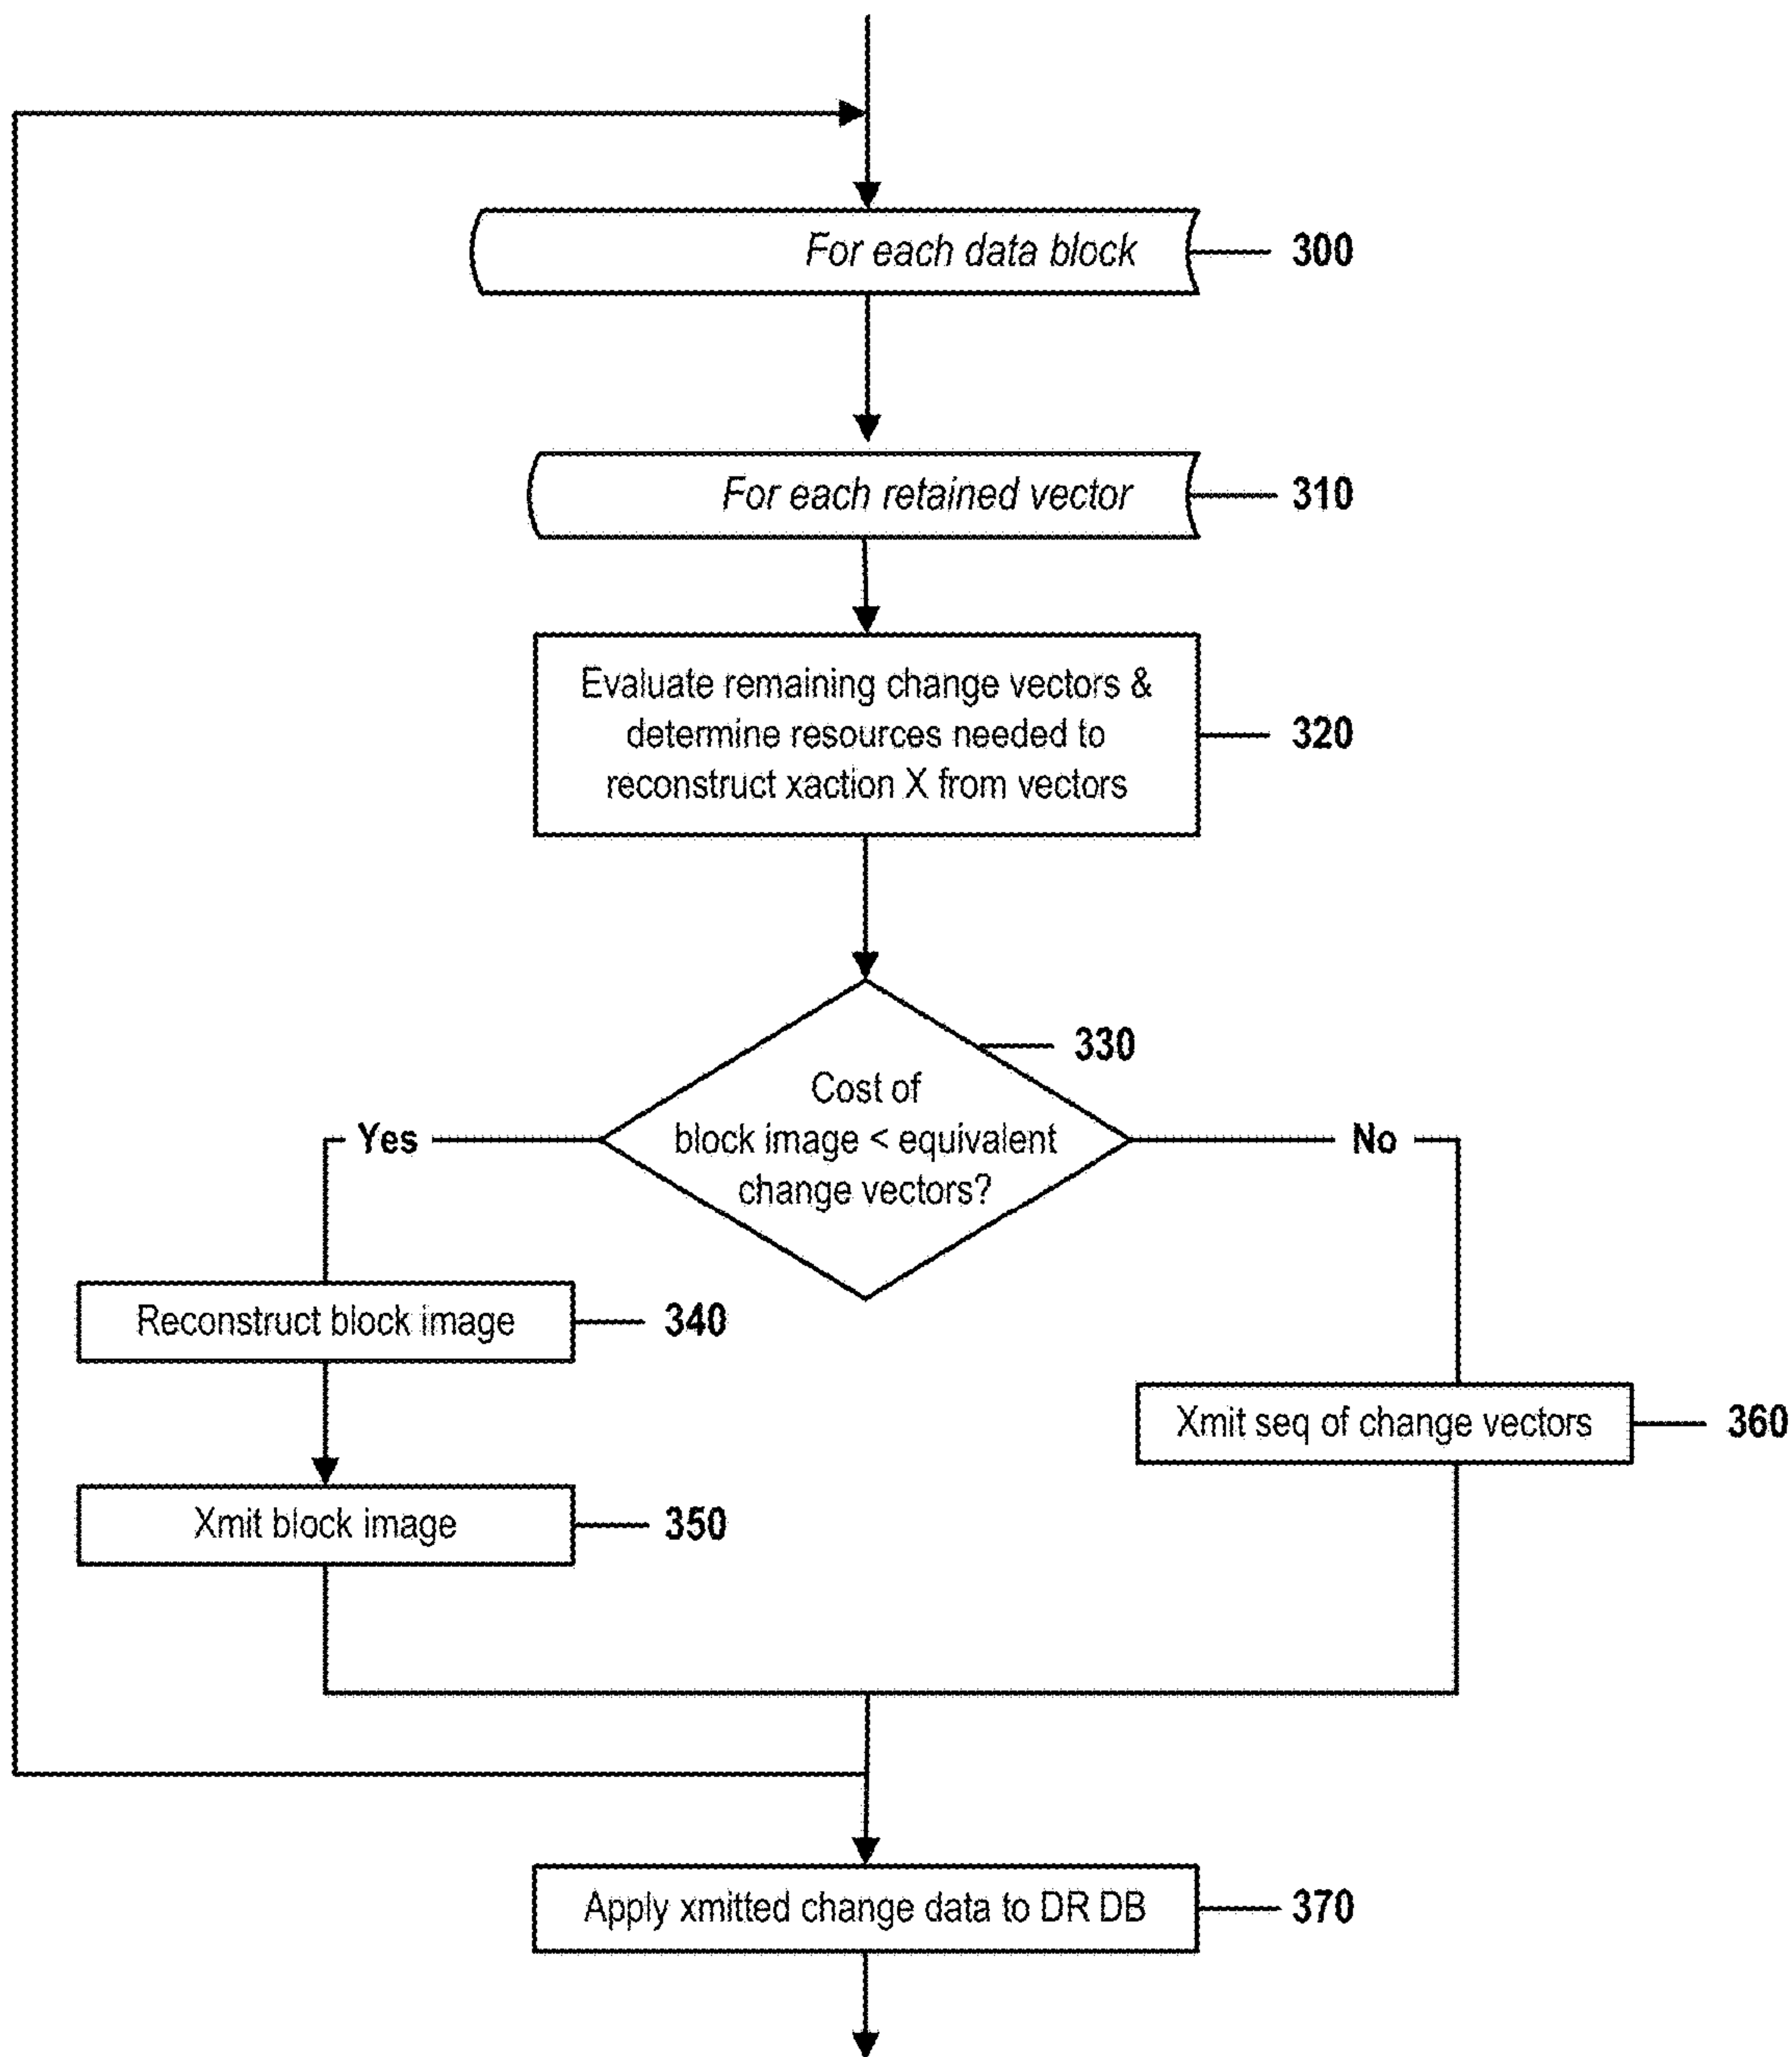 For each data block
300
For each retained vector
310
Evaluate remaining change vectors &
determine resources needed to
reconstruct xaction X from vectors
320
330
Cost of
block image < equivalent
change vectors?
Yes
No
Reconstruct block image
340
Xmit seq of change vectors
360
Xmit block image
350
Apply xmitted change data to DR DB
370